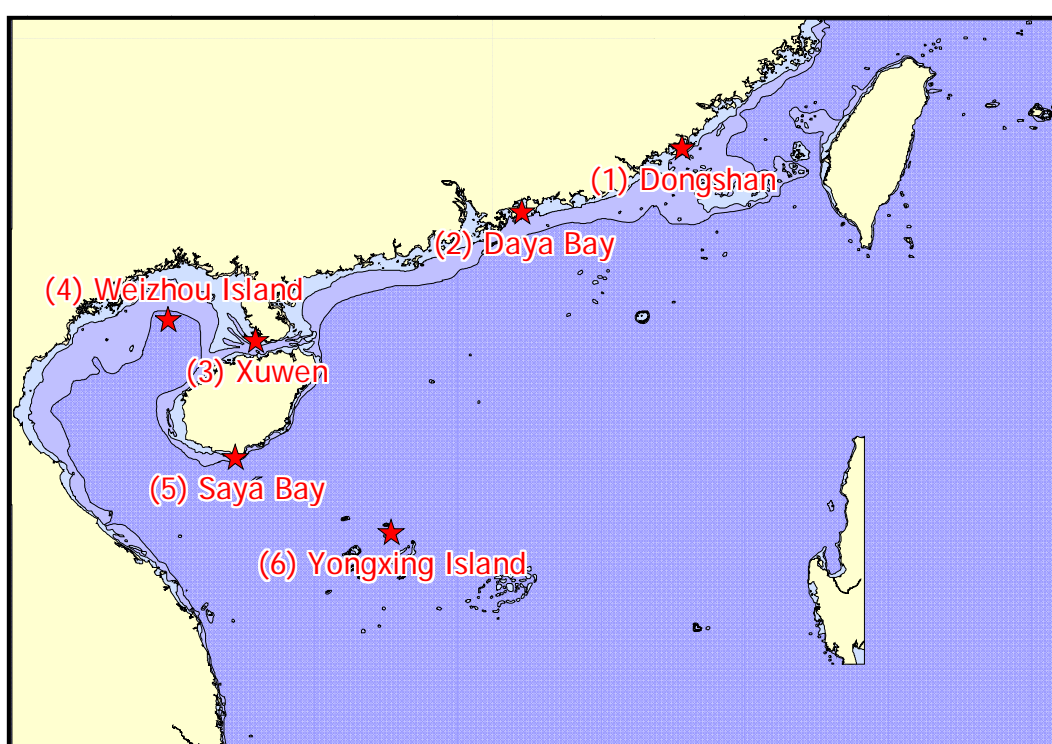 (1) Dongshan
(2) Daya Bay
(4) Weizhou Island
(3) Xuwen
(5) Saya Bay
(6) Yongxing Island